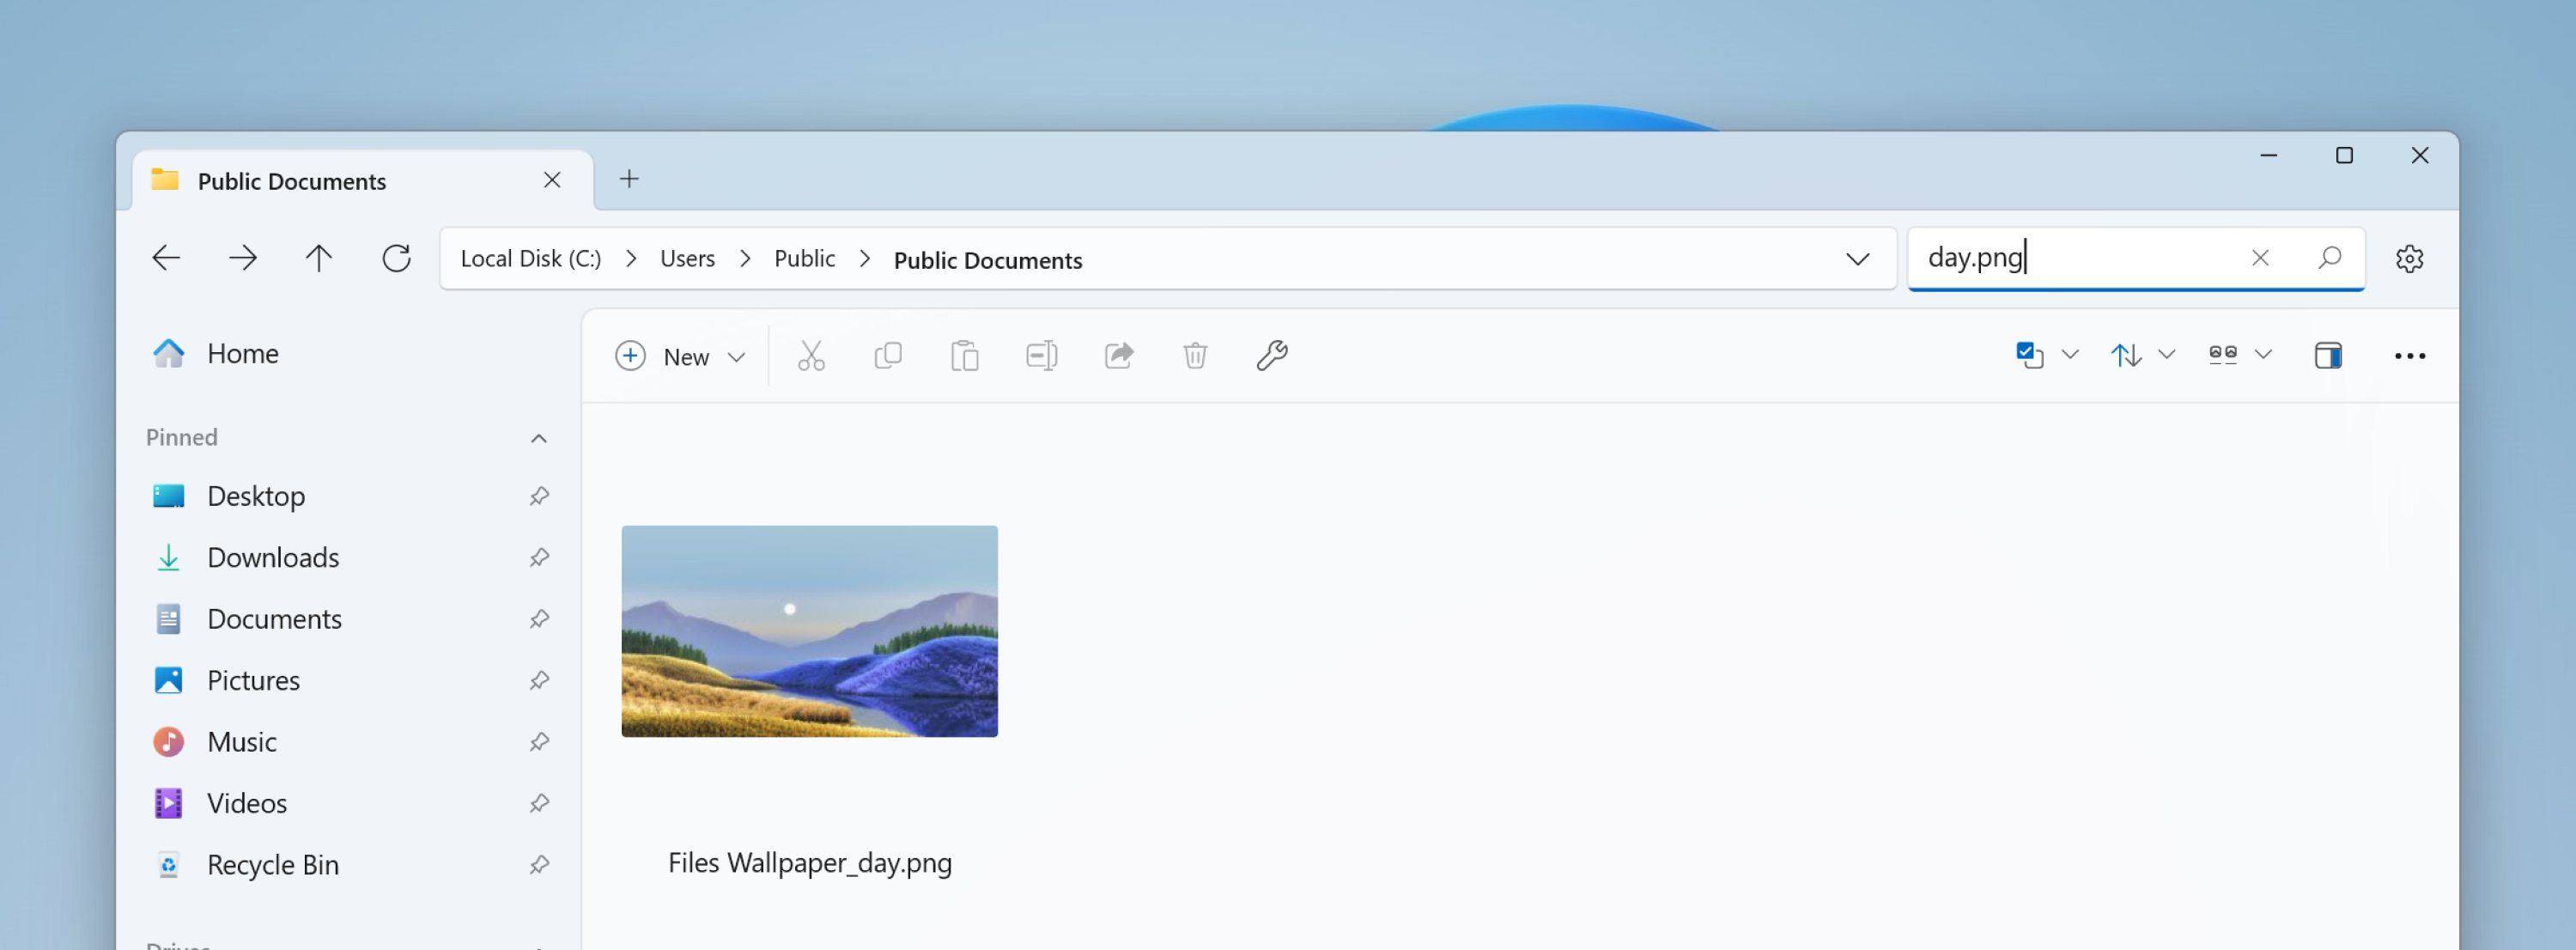 Public Documents
Local Disk (C:) Users Public Public Documents
day.png
Home
New
Pinned
Desktop
Downloads
Documents
Pictures
Music
Videos
Recycle Bin
Drives
Files Wallpaper_day.png